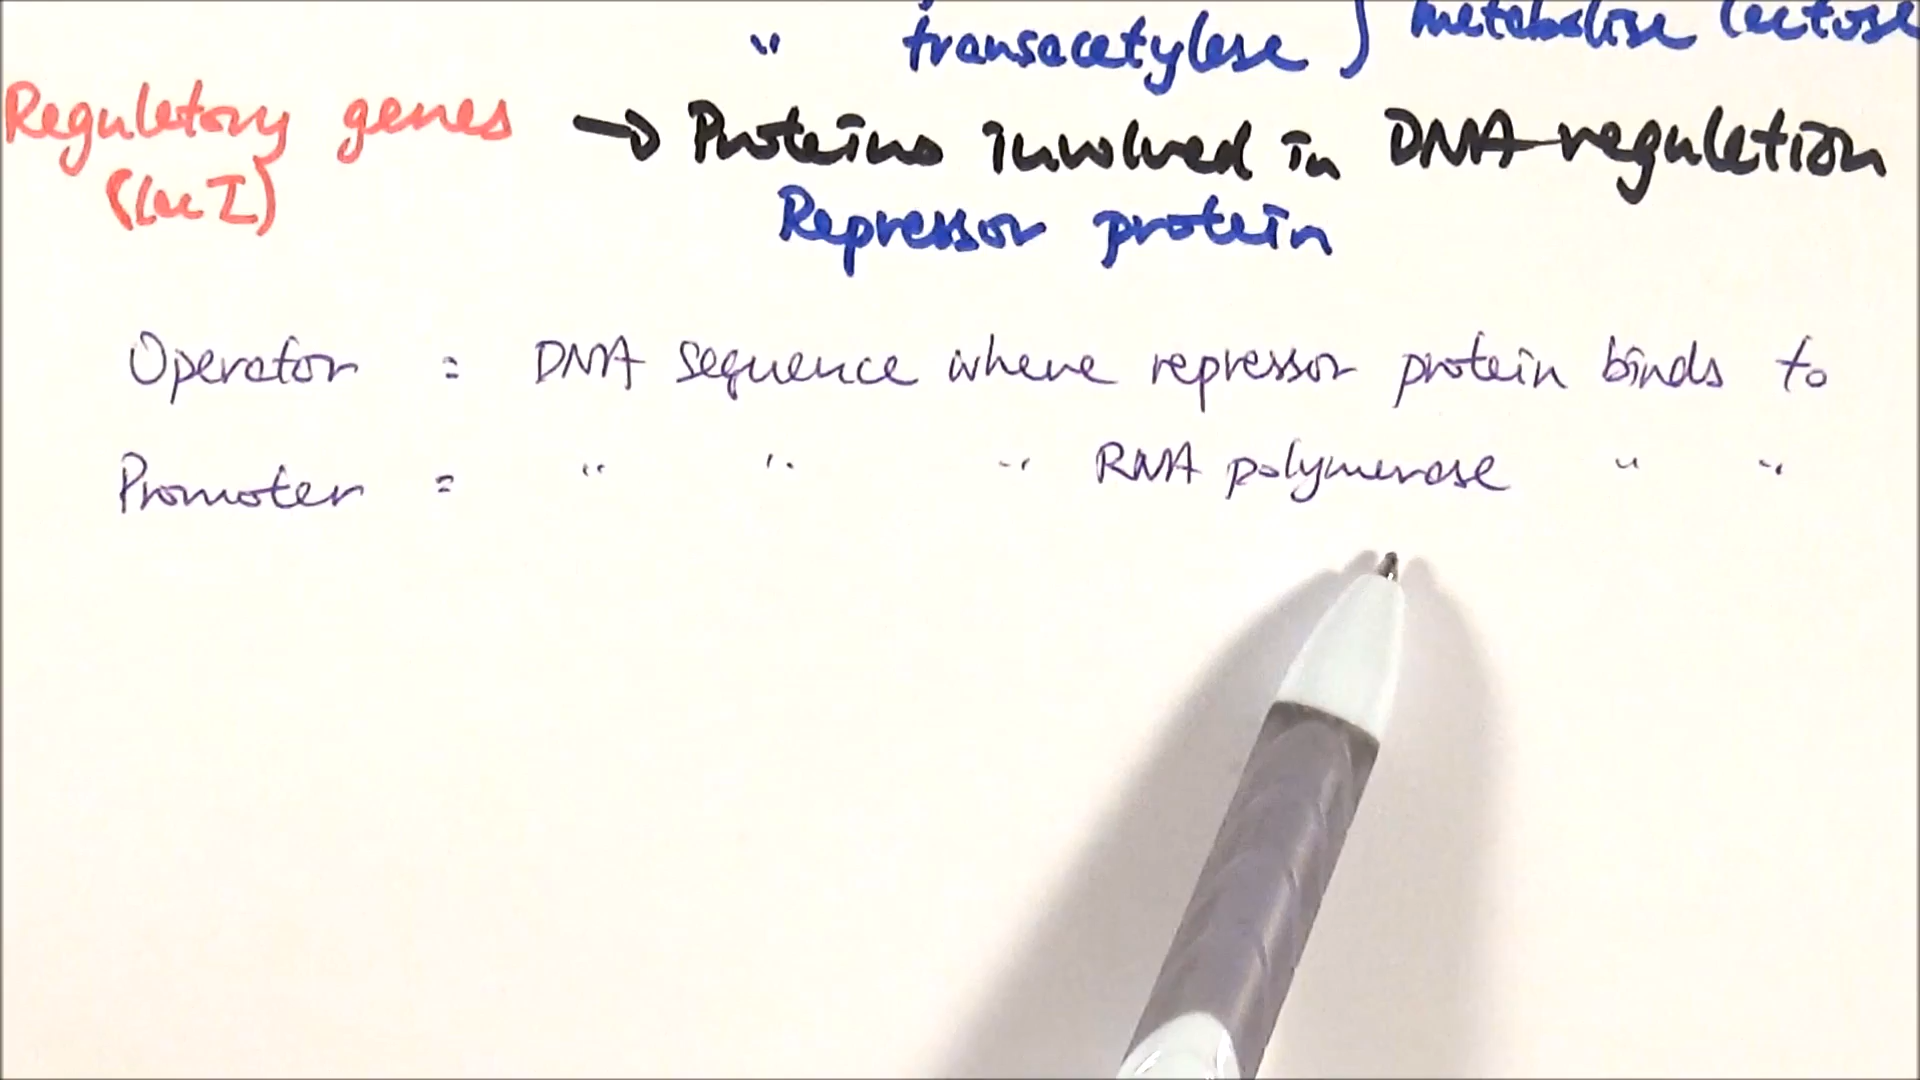 " transacetylase } metabolise lactose
Regulatory genes → Proteins involved in DNA regulation
(lac I)
Repressor protein
Operator = DNA sequence where repressor protein binds to
Promoter = " " " RNA polymerase " "